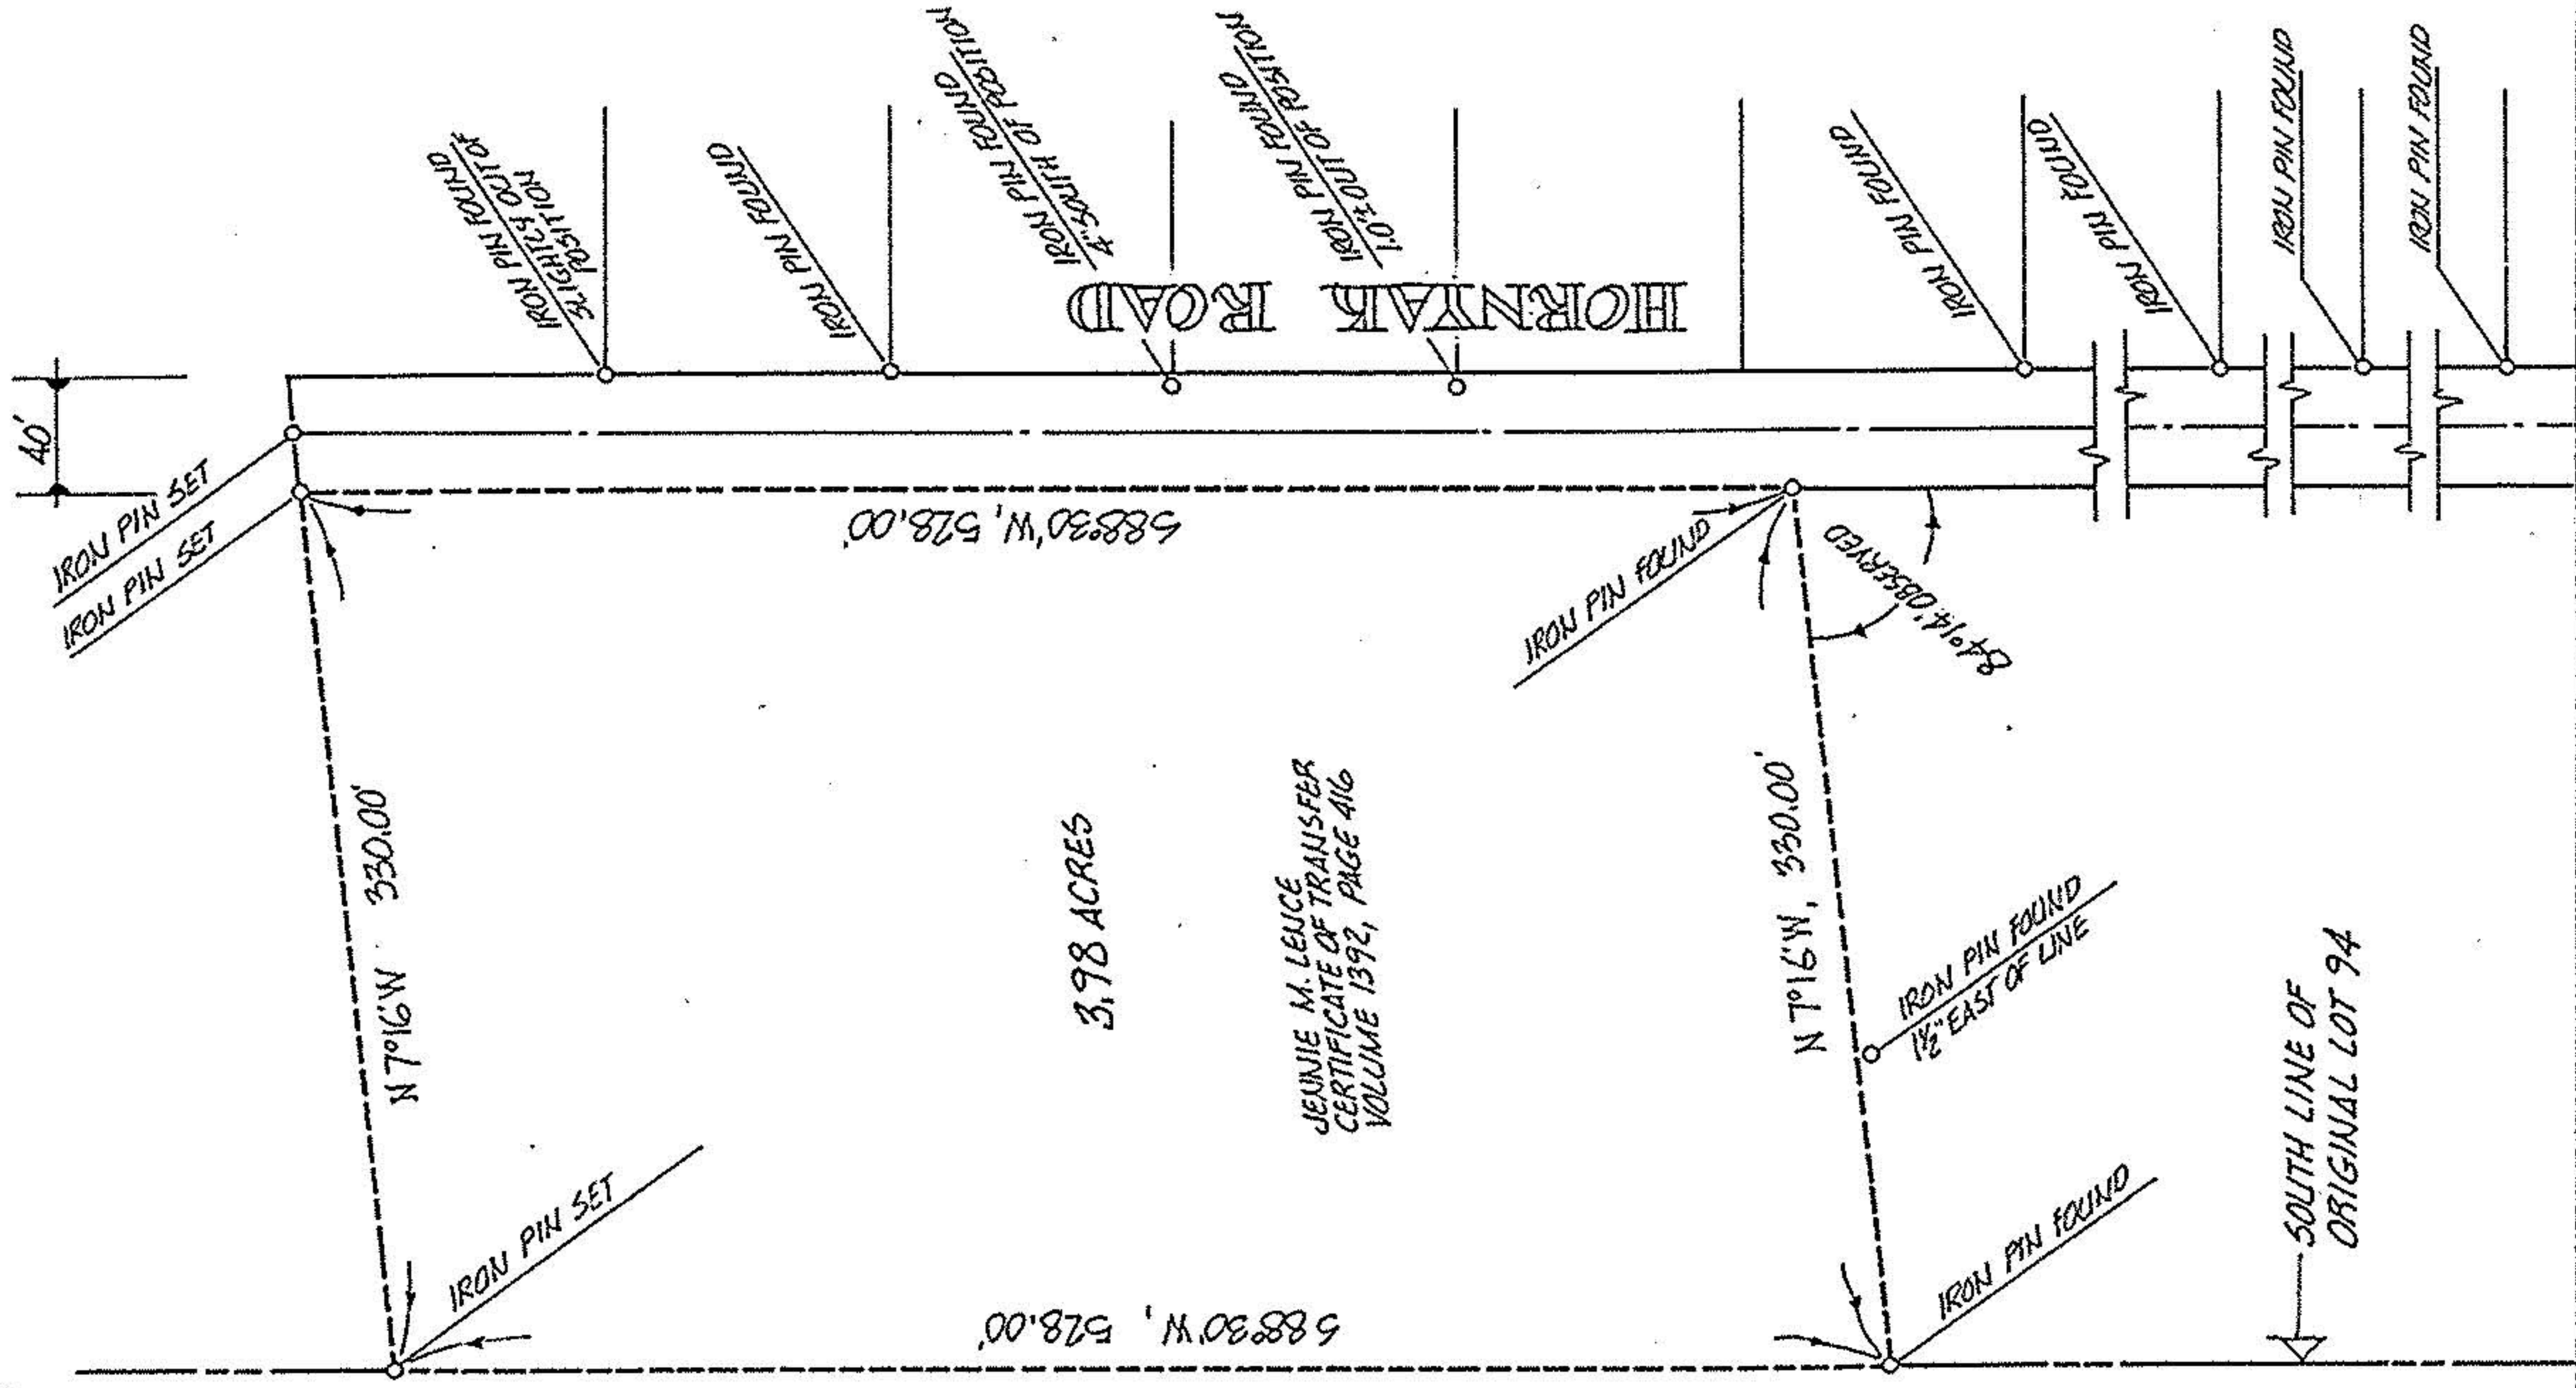 40'
IRON PIN SET
IRON PIN SET
IRON PIN FOUND
SLIGHTLY OUT OF
POSITION
IRON PIN FOUND
IRON PIN FOUND
4" SOUTH OF POSITION
IRON PIN FOUND
1.0'± OUT OF POSITION
IRON PIN FOUND
IRON PIN FOUND
IRON PIN FOUND
IRON PIN FOUND
HORNYAK ROAD
S88°30'W, 528.00'
IRON PIN FOUND
84°14' OBSERVED
N 7°16'W 330.00'
3.98 ACRES
JENNIE M. LENCE
CERTIFICATE OF TRANSFER
VOLUME 1392, PAGE 416
N 7°16'W, 330.00'
IRON PIN FOUND
1½" EAST OF LINE
IRON PIN SET
S88°30'W, 528.00'
IRON PIN FOUND
SOUTH LINE OF
ORIGINAL LOT 94